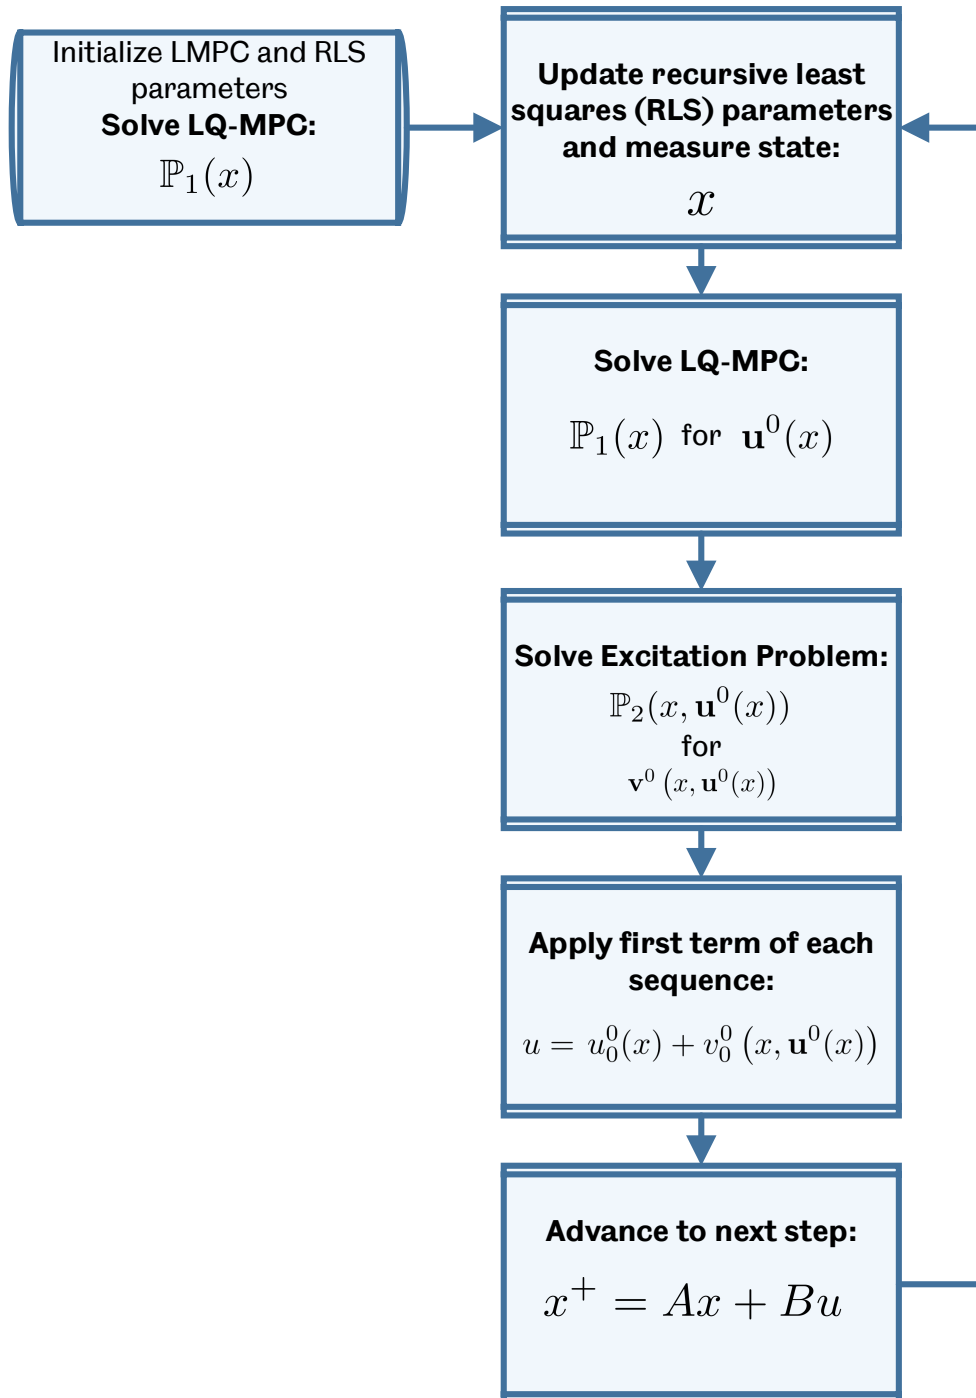 Initialize LMPC and RLS
parameters
Solve LQ-MPC:
ℙ₁(x)
Update recursive least
squares (RLS) parameters
and measure state:
x
Solve LQ-MPC:
ℙ₁(x) for 𝐮⁰(x)
Solve Excitation Problem:
ℙ₂(x, 𝐮⁰(x))
for
𝐯⁰ (x, 𝐮⁰(x))
Apply first term of each
sequence:
u = u₀⁰(x) + v₀⁰ (x, 𝐮⁰(x))
Advance to next step:
x⁺ = Ax + Bu